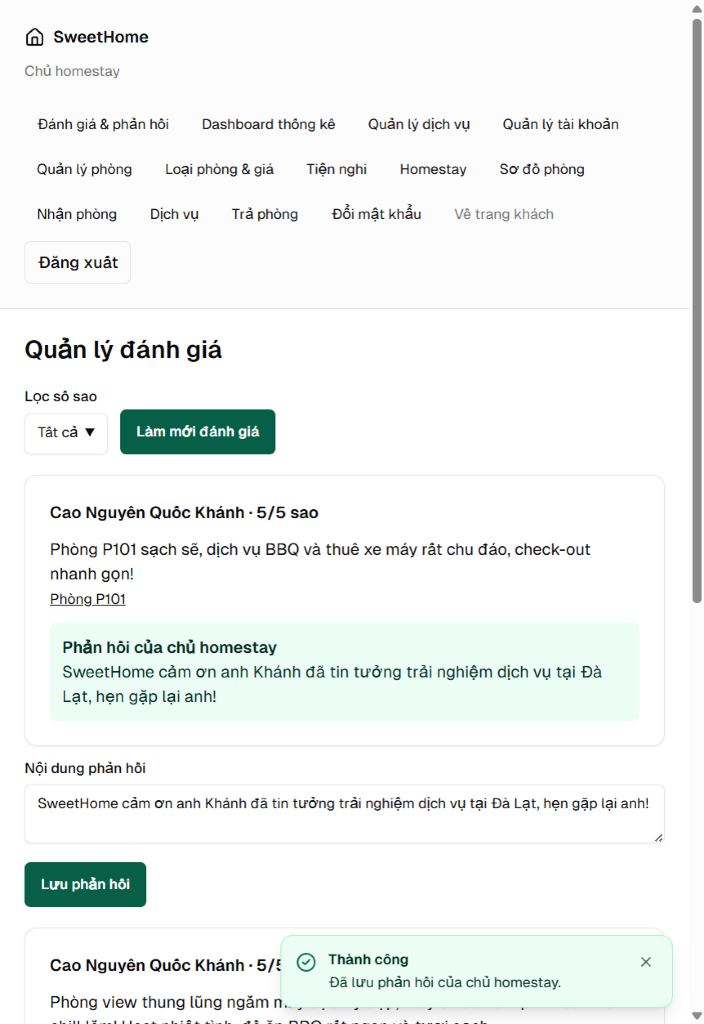 SweetHome
Chủ homestay
Đánh giá & phản hồi Dashboard thống kê Quản lý dịch vụ Quản lý tài khoản
Quản lý phòng Loại phòng & giá Tiện nghi Homestay Sơ đồ phòng
Nhận phòng Dịch vụ Trả phòng Đổi mật khẩu Về trang khách
Đăng xuất
Quản lý đánh giá
Lọc số sao
Tất cả ▼ Làm mới đánh giá
Cao Nguyên Quốc Khánh · 5/5 sao
Phòng P101 sạch sẽ, dịch vụ BBQ và thuê xe máy rất chu đáo, check-out
nhanh gọn!
Phòng P101
Phản hồi của chủ homestay
SweetHome cảm ơn anh Khánh đã tin tưởng trải nghiệm dịch vụ tại Đà
Lạt, hẹn gặp lại anh!
Nội dung phản hồi
SweetHome cảm ơn anh Khánh đã tin tưởng trải nghiệm dịch vụ tại Đà Lạt, hẹn gặp lại anh!
Lưu phản hồi
Cao Nguyên Quốc Khánh · 5/5
Phòng view thung lũng ngắm
Thành công
Đã lưu phản hồi của chủ homestay.